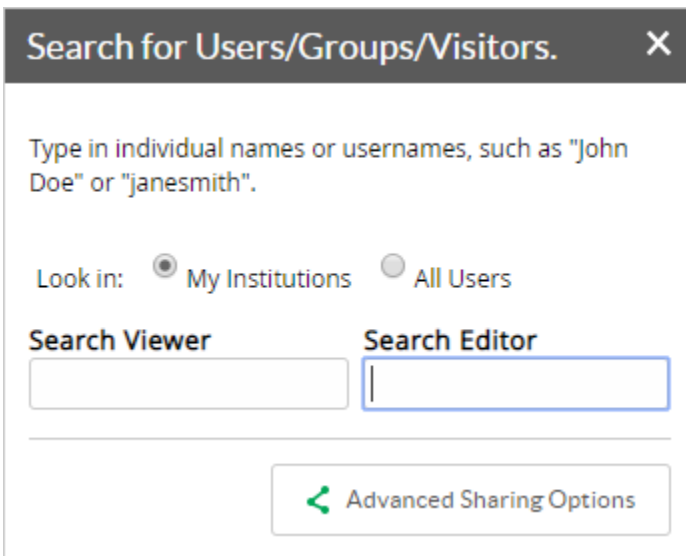 Search for Users/Groups/Visitors.
Type in individual names or usernames, such as "John
Doe" or "janesmith".
Look in: My Institutions All Users
Search Viewer Search Editor
Advanced Sharing Options